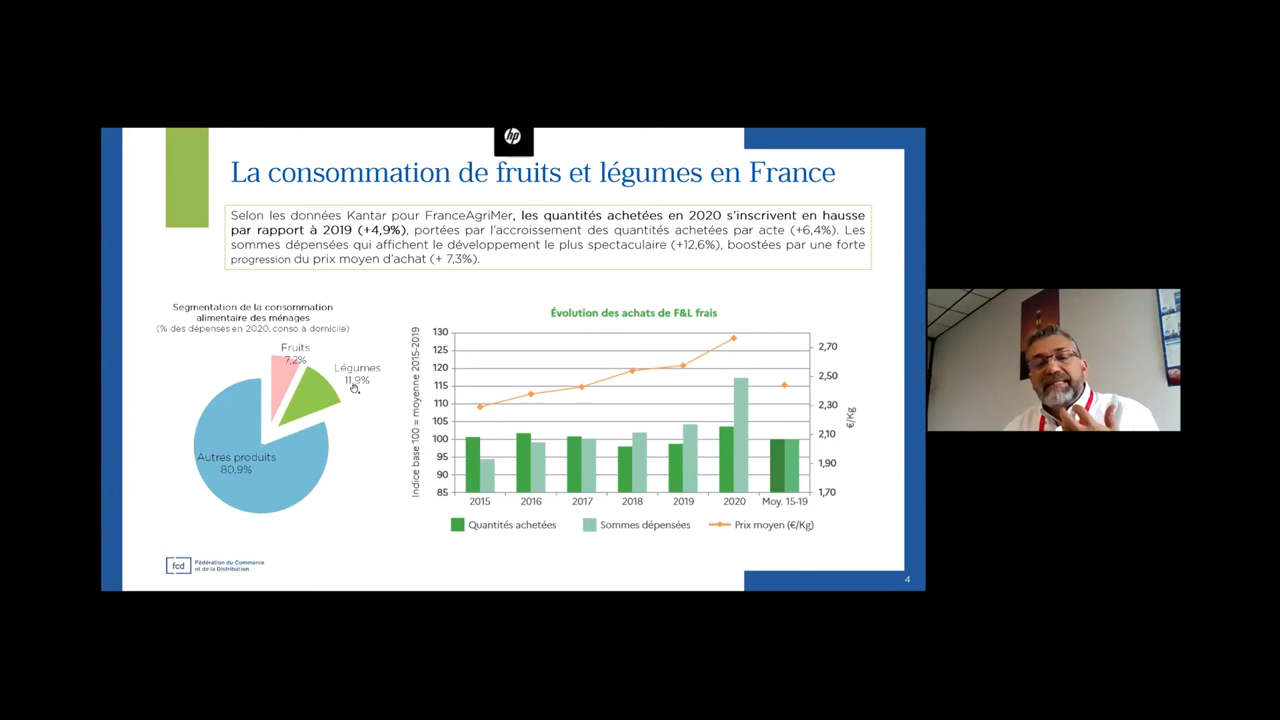 hp
La consommation de fruits et légumes en France
Selon les données Kantar pour FranceAgriMer, les quantités achetées en 2020 s'inscrivent en hausse
par rapport à 2019 (+4,9%), portées par l'accroissement des quantités achetées par acte (+6,4%). Les
sommes dépensées qui affichent le développement le plus spectaculaire (+12,6%), boostées par une forte
progression du prix moyen d'achat (+ 7,3%).
Segmentation de la consommation
alimentaire des ménages
(% des dépenses en 2020, conso à domicile)
Fruits
7,2%
Légumes
11,9%
Autres produits
80,9%
Évolution des achats de F&L frais
Indice base 100 = moyenne 2015-2019
130
125
120
115
110
105
100
95
90
85
2,70
2,50
2,30
2,10
1,90
1,70
€/Kg
2015 2016 2017 2018 2019 2020 Moy. 15-19
Quantités achetées Sommes dépensées Prix moyen (€/Kg)
fcd
Fédération du Commerce
et de la Distribution
4